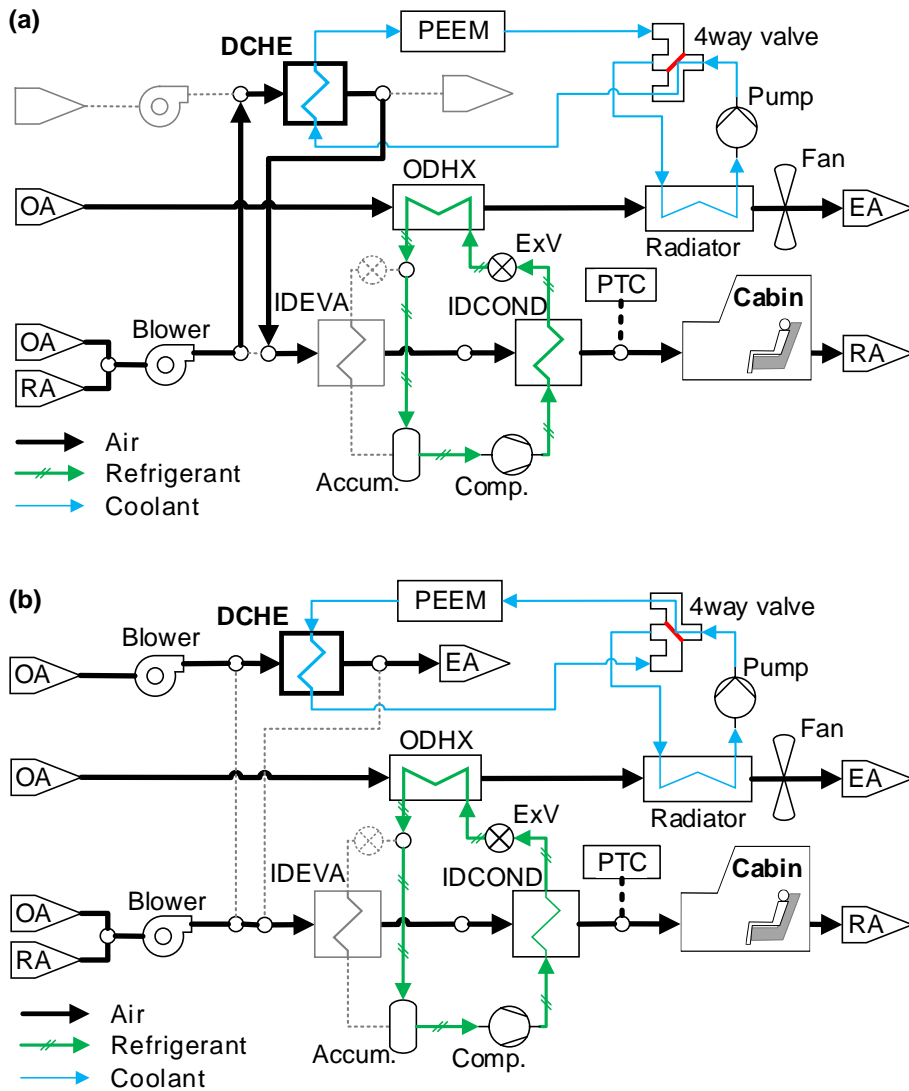 (a)
PEEM
4way valve
DCHE
Pump
ODHX
Fan
OA
EA
Radiator
ExV
PTC
IDEVA
IDCOND
Cabin
Blower
OA
RA
RA
Air
Refrigerant
Coolant
Accum.
Comp.
(b)
PEEM
4way valve
DCHE
Blower
OA
EA
Pump
ODHX
Fan
OA
EA
Radiator
ExV
PTC
IDEVA
IDCOND
Cabin
Blower
OA
RA
RA
Air
Refrigerant
Coolant
Accum.
Comp.